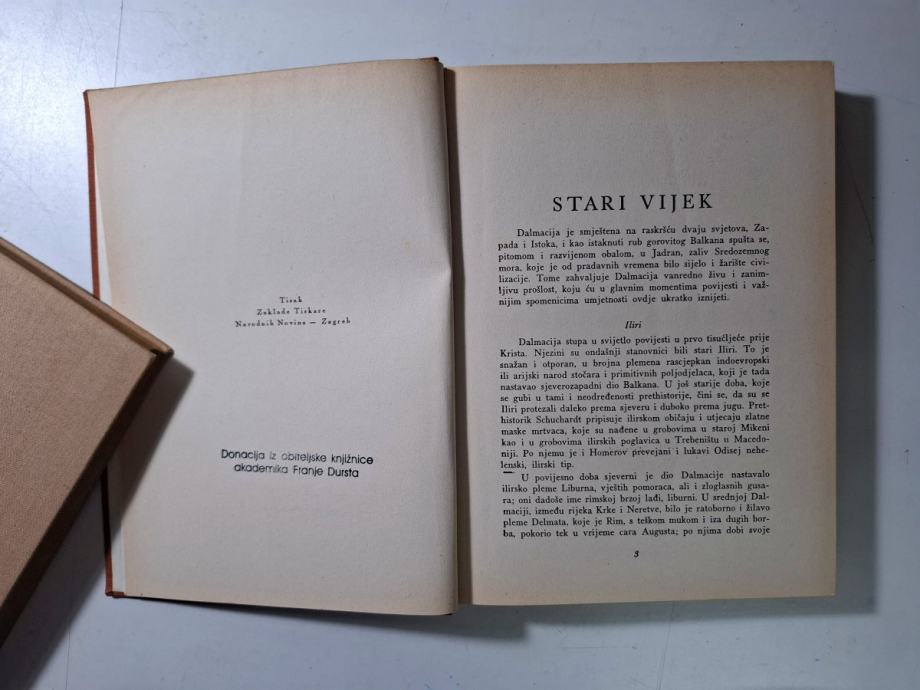 Tisak
Zaklade Tiskare
Narodnih Novina — Zagreb
Donacija iz obiteljske knjižnice
akademika Franje Dursta
STARI VIJEK
Dalmacija je smještena na raskršću dvaju svjetova, Za-
pada i Istoka, i kao istaknuti rub gorovitog Balkana spušta se,
pitomom i razvijenom obalom, u Jadran, zaliv Sredozemnog
mora, koje je od pradavnih vremena bilo sijelo i žarište civi-
lizacije. Tome zahvaljuje Dalmacija vanredno živu i zanim-
ljivu prošlost, koju ću u glavnim momentima povijesti i važ-
nijim spomenicima umjetnosti ovdje ukratko iznijeti.
Iliri
Dalmacija stupa u svijetlo povijesti u prvo tisućljeće prije
Krista. Njezini su ondašnji stanovnici bili stari Iliri. To je
snažan i otporan, u brojna plemena rascjepkan indoevropski
ili arijski narod stočara i primitivnih poljodjelaca, koji je tada
nastavao sjeverozapadni dio Balkana. U još starije doba, koje
se gubi u tami i neodređenosti prethistorije, čini se, da su se
Iliri protezali daleko prema sjeveru i duboko prema jugu. Pret-
historik Schuchardt pripisuje ilirskom običaju i utjecaju zlatne
maske mrtvaca, koje su nađene u grobovima u staroj Mikeni
kao i u grobovima ilirskih poglavica u Trebeništu u Macedo-
niji. Po njemu je i Homerov prevejani i lukavi Odisej nehe-
lenski, ilirski tip.
U povijesno doba sjeverni je dio Dalmacije nastavalo
ilirsko pleme Liburna, vještih pomoraca, ali i zloglasnih gusa-
ra; oni dadoše ime rimskoj brzoj lađi, liburni. U srednjoj Dal-
maciji, između rijeka Krke i Neretve, bilo je ratoborno i žilavo
pleme Delmata, koje je Rim, s teškom mukom i iza dugih bor-
ba, pokorio tek u vrijeme cara Augusta; po njima dobi svoje
3